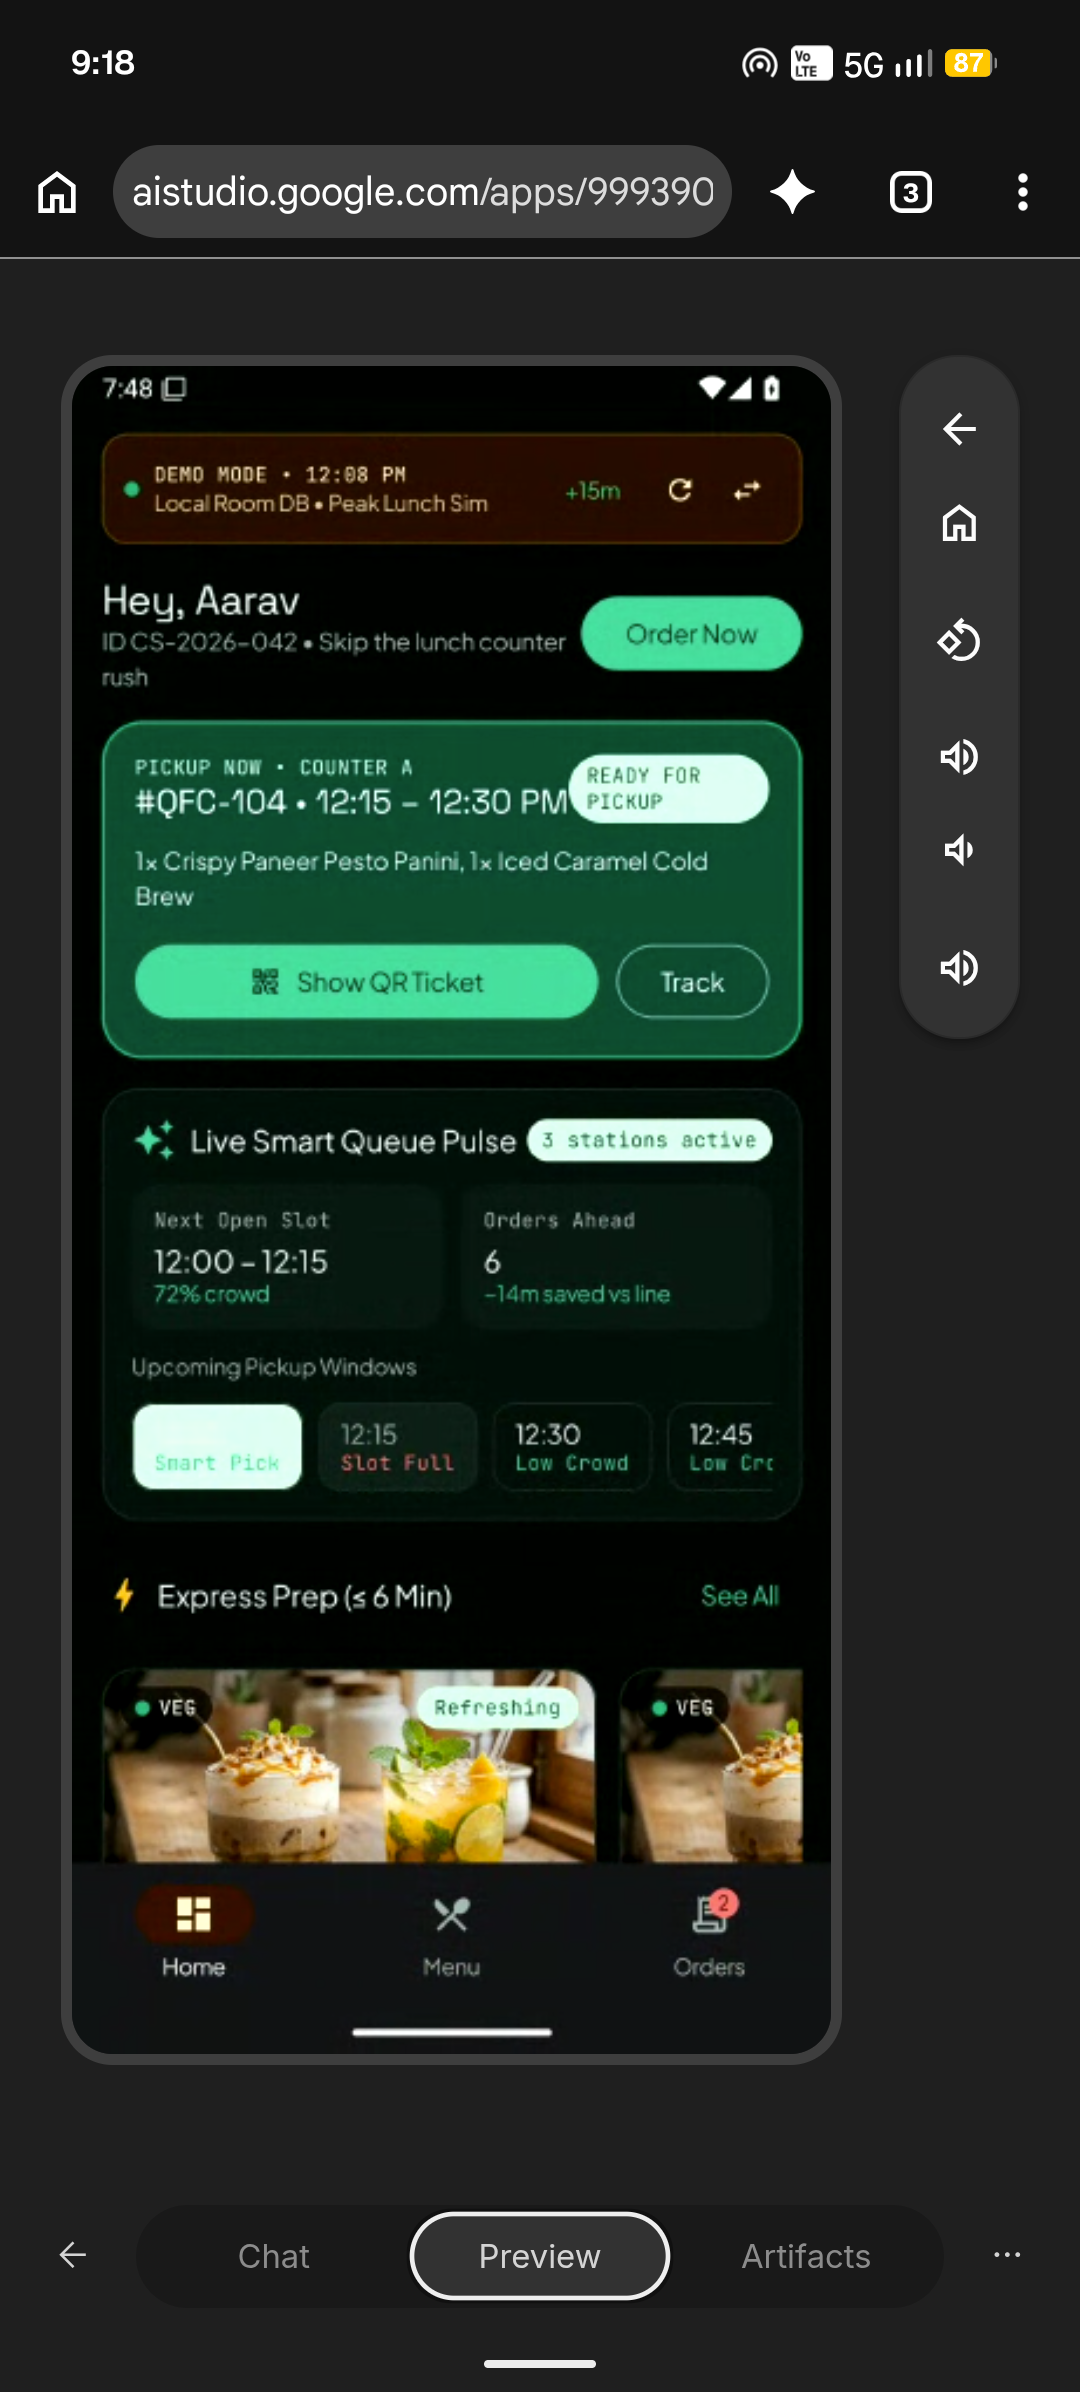 9:18
Vo LTE 5G 87
aistudio.google.com/apps/999390
3
7:48
DEMO MODE • 12:08 PM
Local Room DB • Peak Lunch Sim
+15m
Hey, Aarav
ID CS-2026-042 • Skip the lunch counter
rush
Order Now
PICKUP NOW • COUNTER A
#QFC-104 • 12:15 – 12:30 PM
READY FOR
PICKUP
1x Crispy Paneer Pesto Panini, 1x Iced Caramel Cold
Brew
Show QR Ticket
Track
Live Smart Queue Pulse
3 stations active
Next Open Slot
12:00 – 12:15
72% crowd
Orders Ahead
6
~14m saved vs line
Upcoming Pickup Windows
Smart Pick
12:15
Slot Full
12:30
Low Crowd
12:45
Low Crc
Express Prep (≤ 6 Min)
See All
VEG
Refreshing
VEG
Home
Menu
2
Orders
Chat
Preview
Artifacts